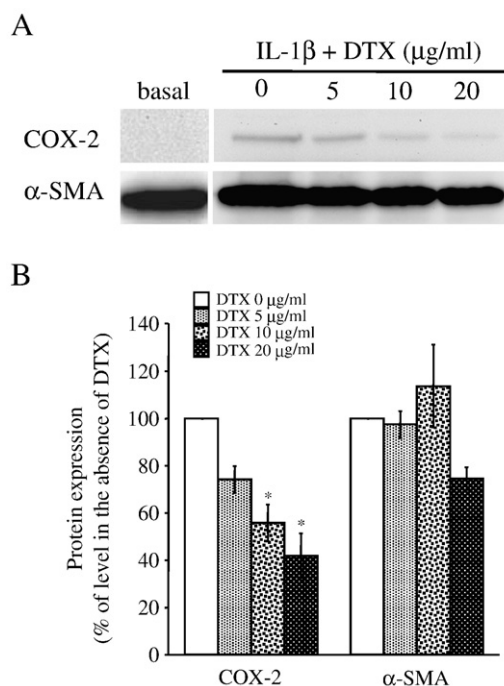 A
IL-1β + DTX (µg/ml)
basal 0 5 10 20
COX-2
α-SMA
B
DTX 0 µg/ml
DTX 5 µg/ml
DTX 10 µg/ml
DTX 20 µg/ml
140
120
100
80
60
40
20
0
Protein expression
(% of level in the absence of DTX)
* *
COX-2 α-SMA